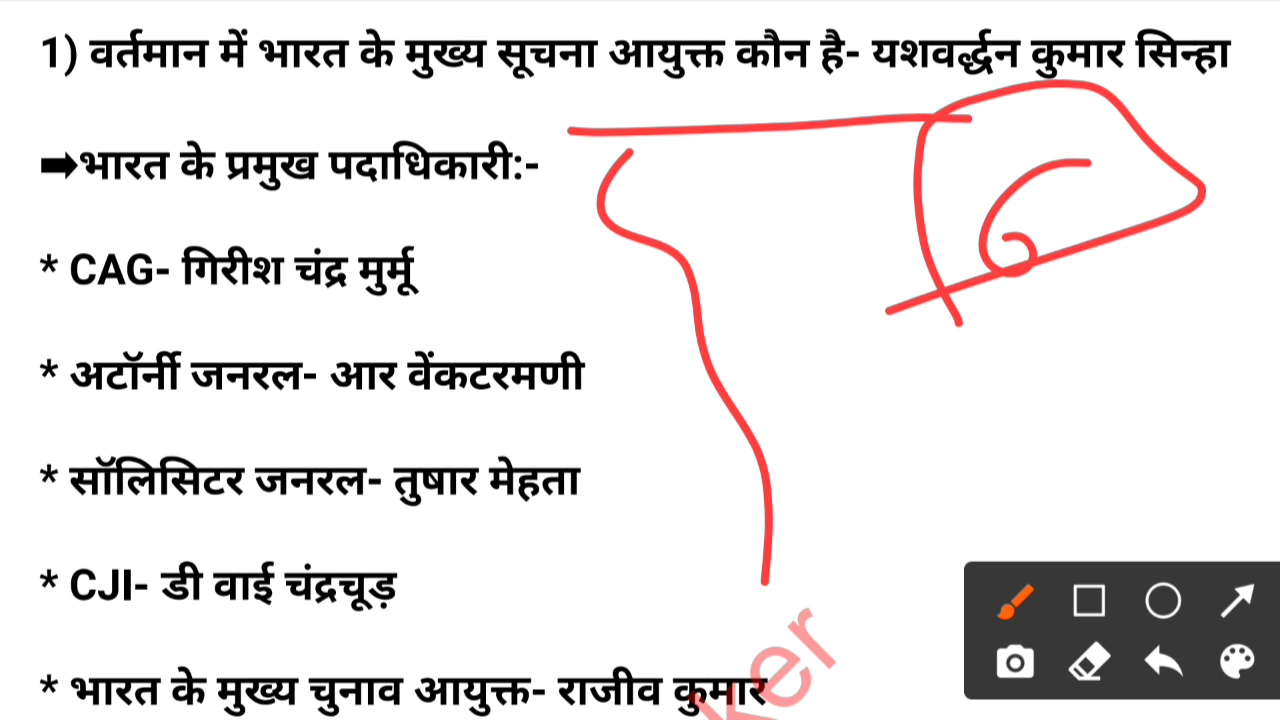 1) वर्तमान में भारत के मुख्य सूचना आयुक्त कौन है- यशवर्द्धन कुमार सिन्हा
➡भारत के प्रमुख पदाधिकारी:-
* CAG- गिरीश चंद्र मुर्मू
* अटॉर्नी जनरल- आर वेंकटरमणी
* सॉलिसिटर जनरल- तुषार मेहता
* CJI- डी वाई चंद्रचूड़
* भारत के मुख्य चुनाव आयुक्त- राजीव कुमार